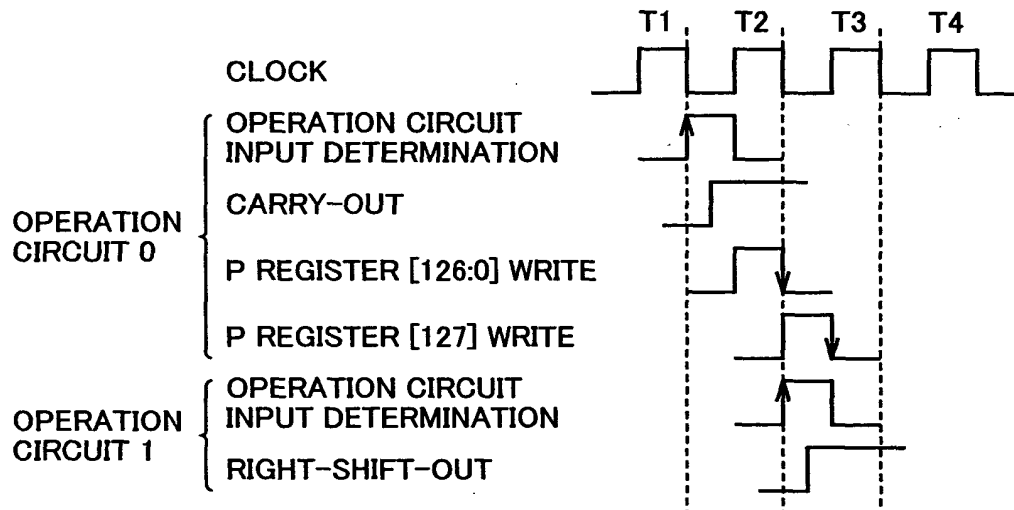 T1 T2 T3 T4
CLOCK
OPERATION CIRCUIT 0
OPERATION CIRCUIT
INPUT DETERMINATION
CARRY-OUT
P REGISTER [126:0] WRITE
P REGISTER [127] WRITE
OPERATION CIRCUIT 1
OPERATION CIRCUIT
INPUT DETERMINATION
RIGHT-SHIFT-OUT